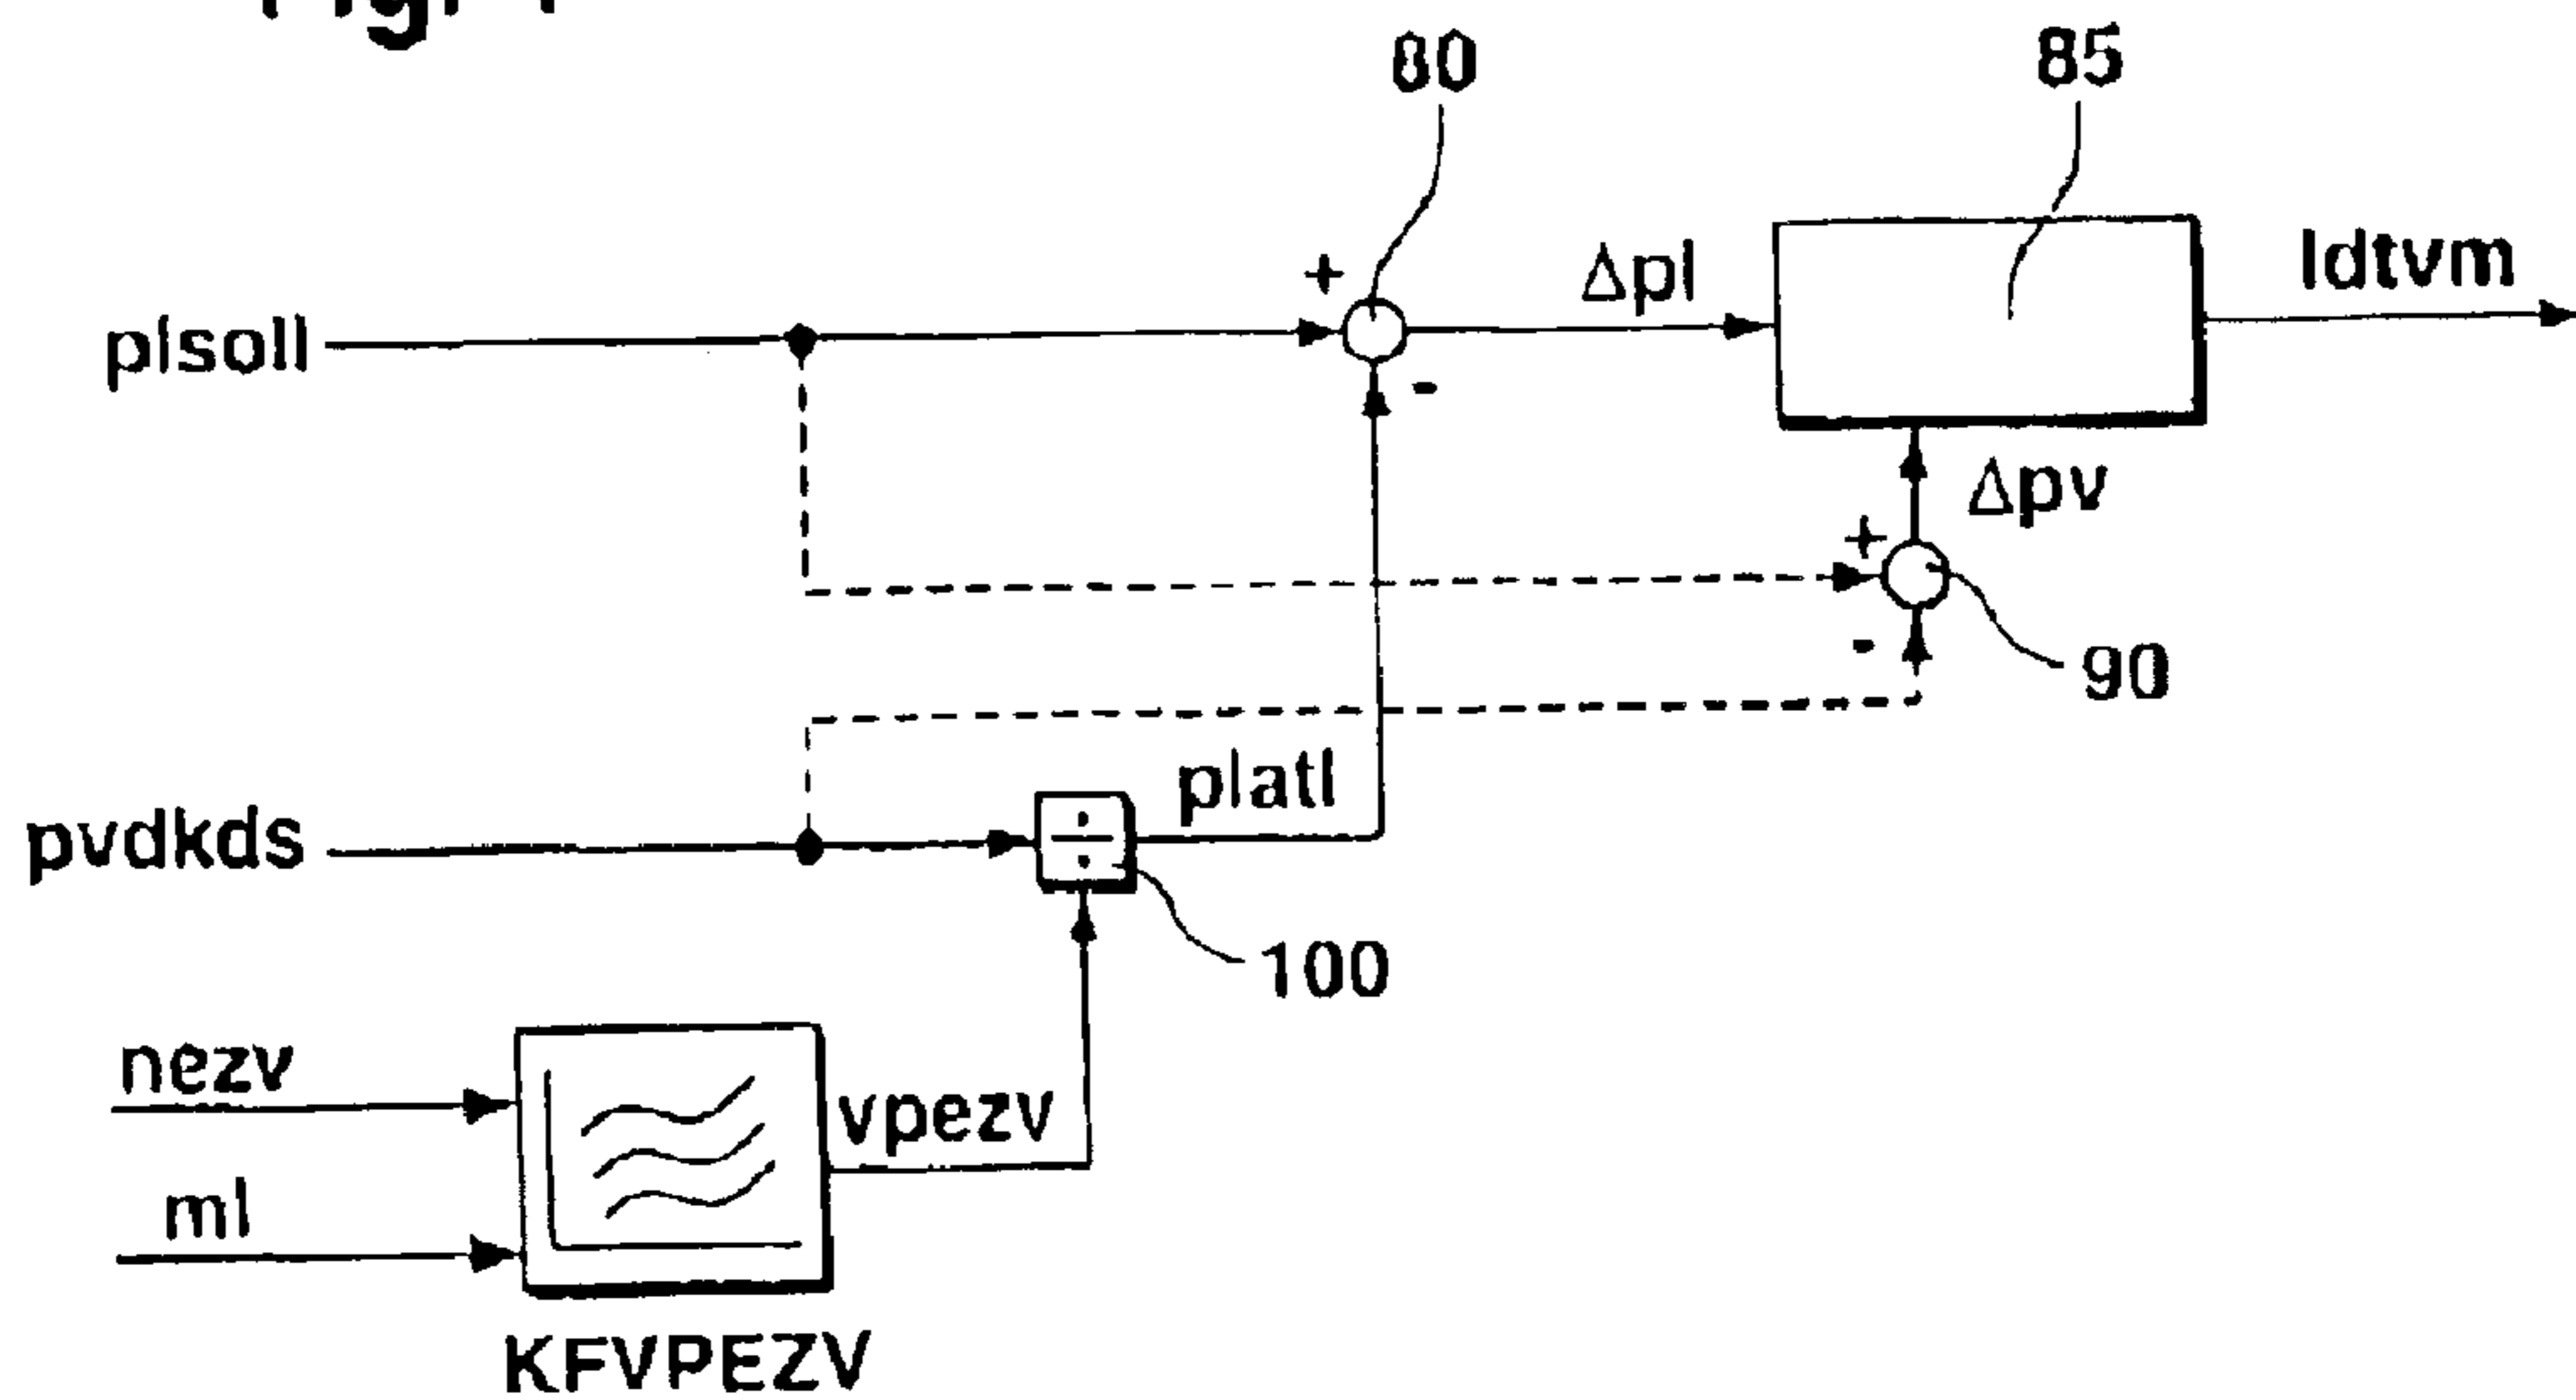 80
85
+
Δpl
ldtvm
plsoll
-
Δpv
+
-
90
platl
pvdkds
÷
100
nezv
vpezv
ml
KFVPEZV